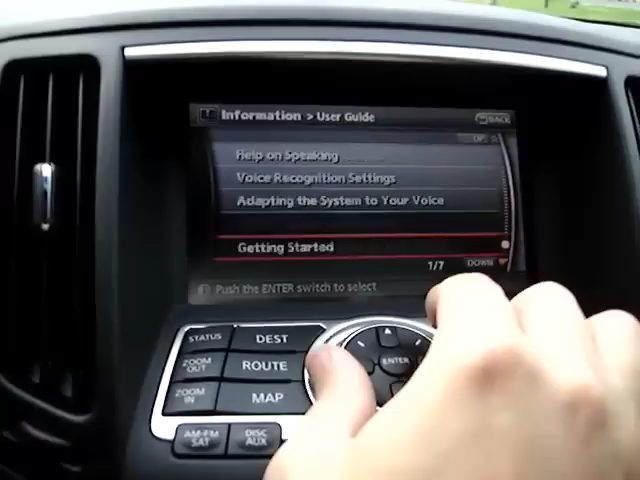 Information > User Guide
BACK
UP
Help on Speaking
Voice Recognition Settings
Adapting the System to Your Voice
Getting Started
1/7 DOWN
Push the ENTER switch to select
STATUS DEST
ZOOM OUT ROUTE
ENTER
ZOOM IN MAP
AM·FM SAT
DISC AUX